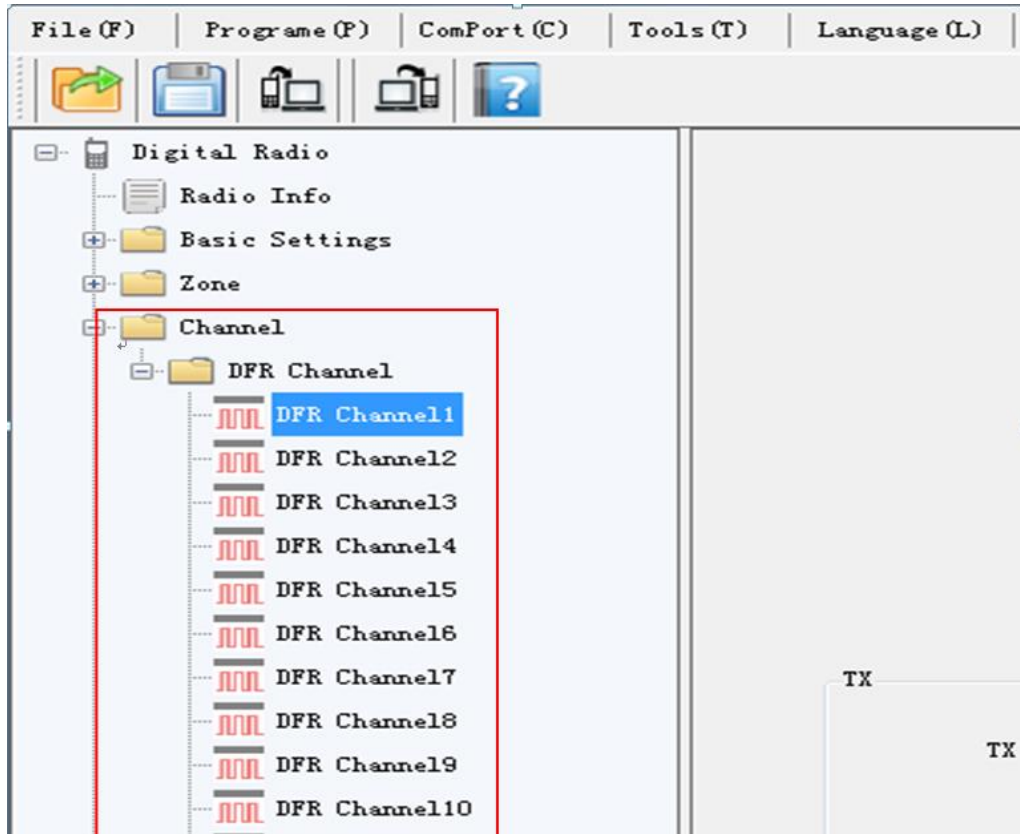 File(F) Programe(P) ComPort(C) Tools(T) Language(L)
?
Digital Radio
Radio Info
Basic Settings
Zone
Channel
DFR Channel
DFR Channel1
DFR Channel2
DFR Channel3
DFR Channel4
DFR Channel5
DFR Channel6
DFR Channel7
DFR Channel8
DFR Channel9
DFR Channel10
TX
TX